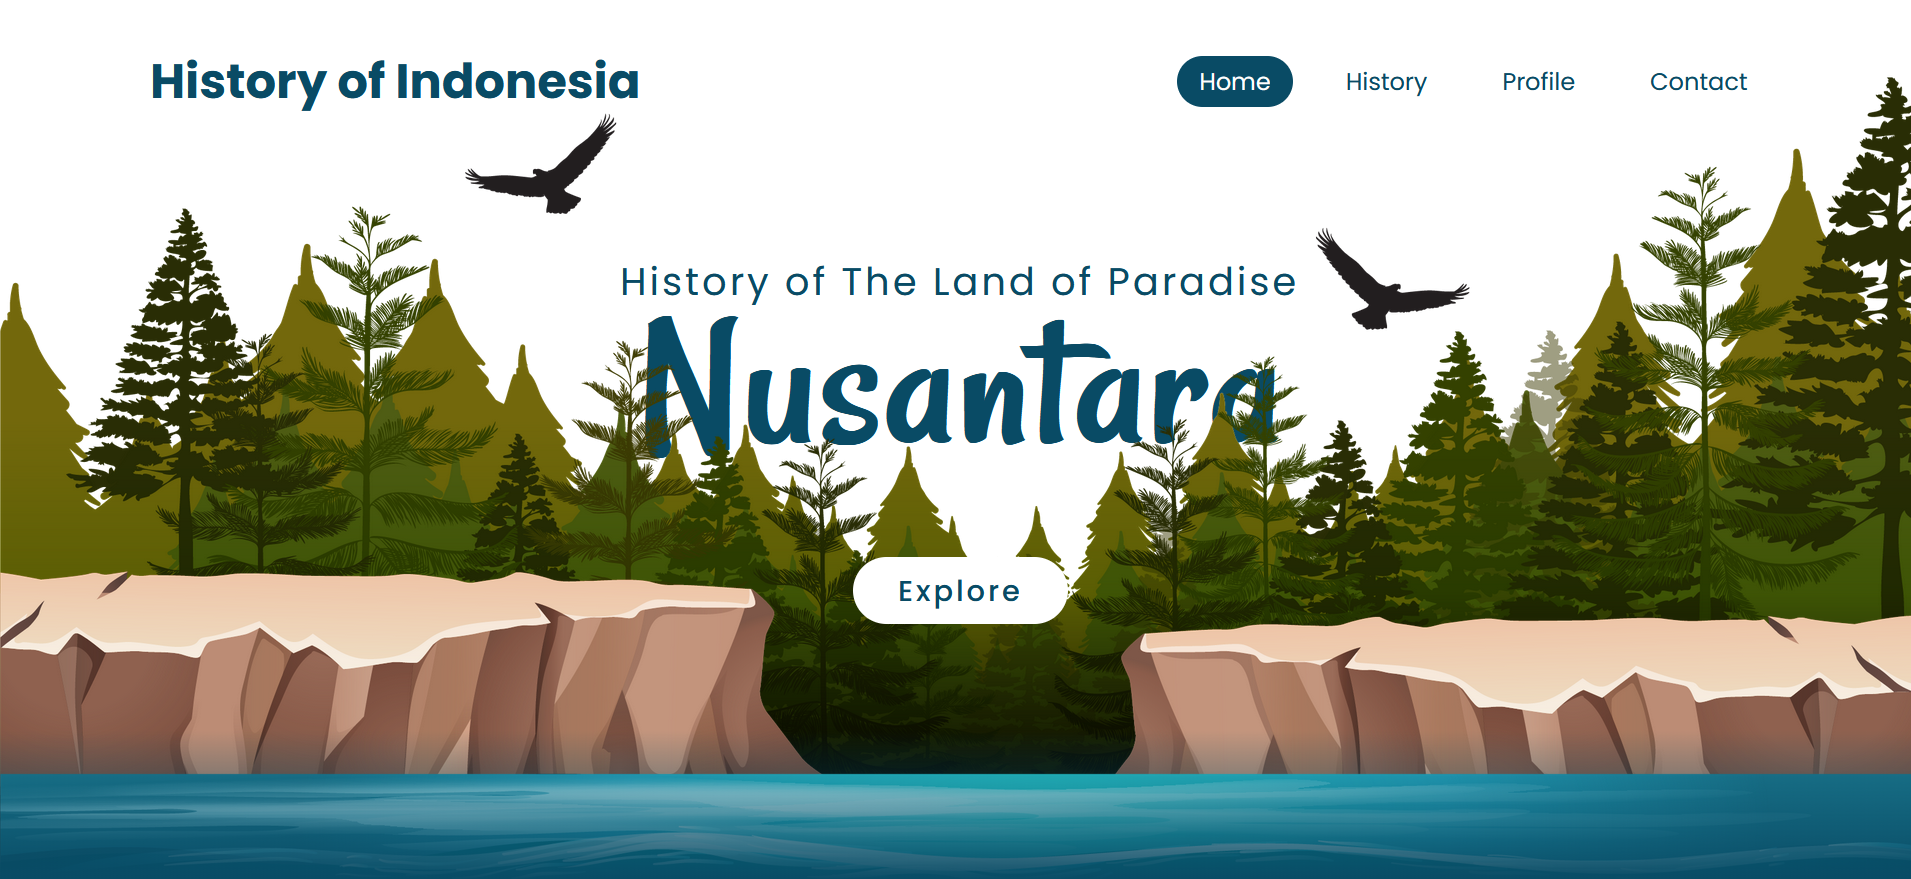 History of Indonesia
Home History Profile Contact
History of The Land of Paradise
Nusantara
Explore